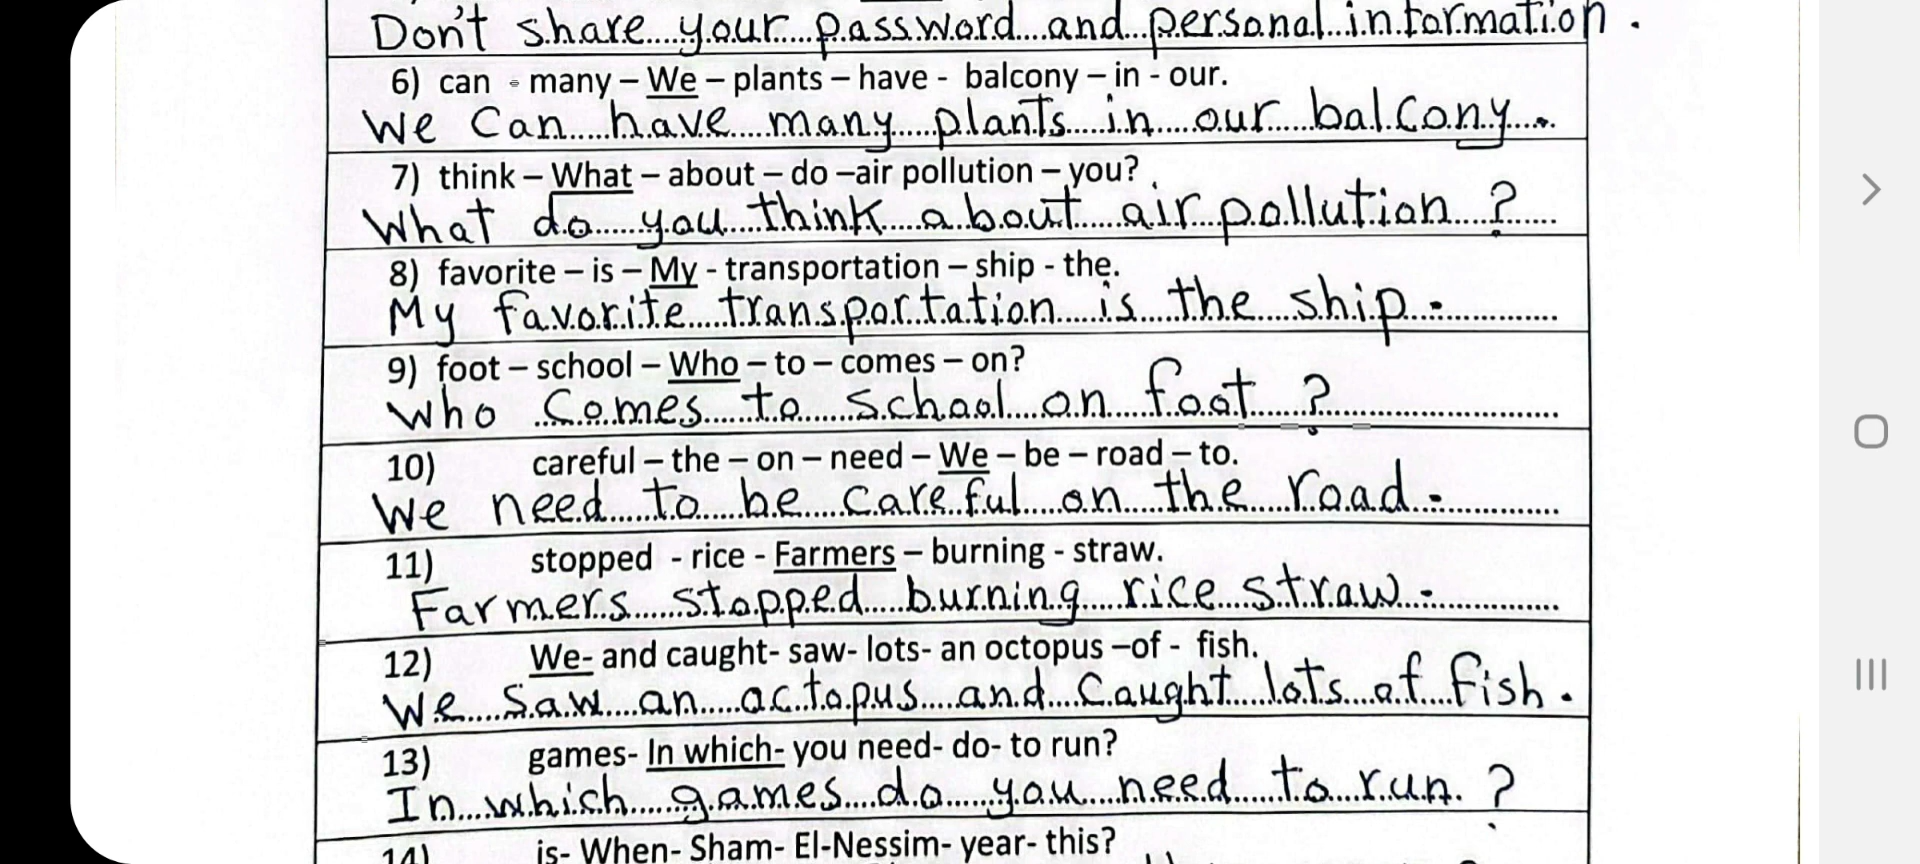 Don't share your password and personal information.
6) can - many – We – plants – have - balcony – in - our.
We Can have many plants in our balcony.
7) think – What – about – do –air pollution – you?
What do you think about air pollution ?
8) favorite – is – My - transportation – ship - the.
My favorite transportation is the ship.
9) foot – school – Who – to – comes – on?
Who Comes to school on foot ?
10) careful – the – on – need – We – be – road – to.
We need to be careful on the road.
11) stopped - rice - Farmers – burning - straw.
Farmers stopped burning rice straw.
12) We- and caught- saw- lots- an octopus –of - fish.
We saw an octopus and Caught lots of fish.
13) games- In which- you need- do- to run?
In which games do you need to run ?
14) is- When- Sham- El-Nessim- year- this?